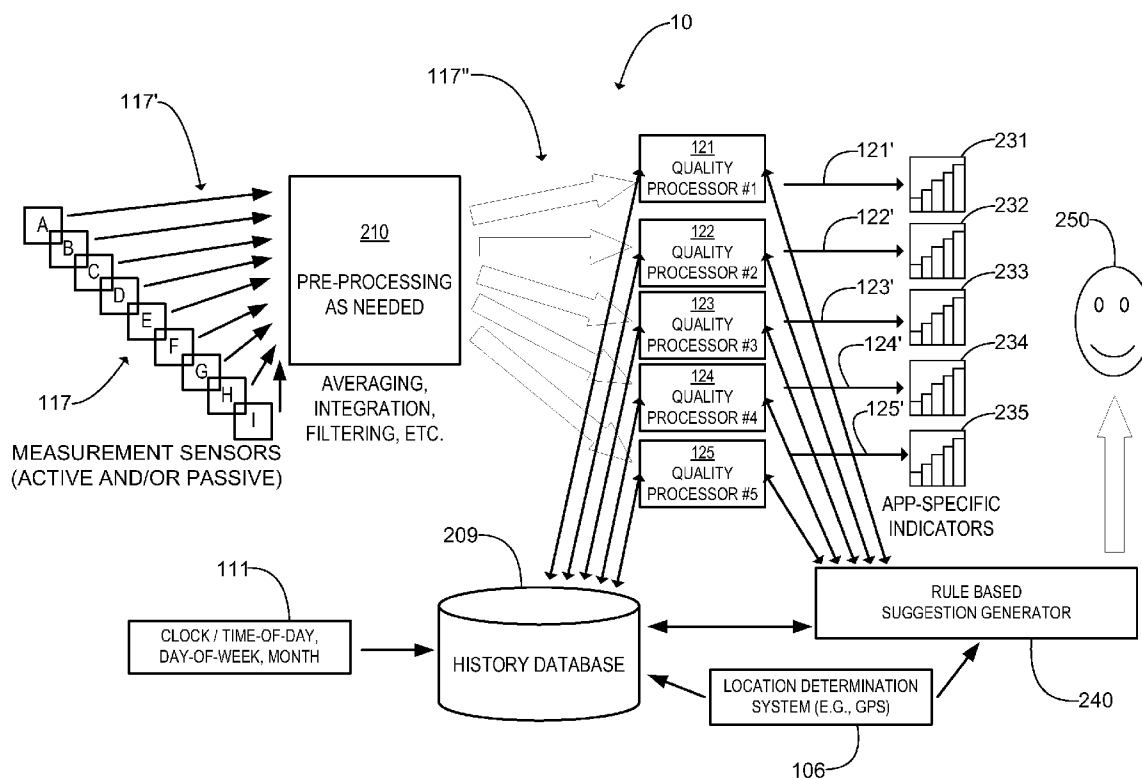 10
117'
117"
A
B
C
D
E
F
G
H
I
117
MEASUREMENT SENSORS
(ACTIVE AND/OR PASSIVE)
210
PRE-PROCESSING
AS NEEDED
AVERAGING,
INTEGRATION,
FILTERING, ETC.
121
QUALITY
PROCESSOR #1
122
QUALITY
PROCESSOR #2
123
QUALITY
PROCESSOR #3
124
QUALITY
PROCESSOR #4
125
QUALITY
PROCESSOR #5
121'
122'
123'
124'
125'
231
232
233
234
235
APP-SPECIFIC
INDICATORS
250
209
111
CLOCK / TIME-OF-DAY,
DAY-OF-WEEK, MONTH
HISTORY DATABASE
RULE BASED
SUGGESTION GENERATOR
240
LOCATION DETERMINATION
SYSTEM (E.G., GPS)
106